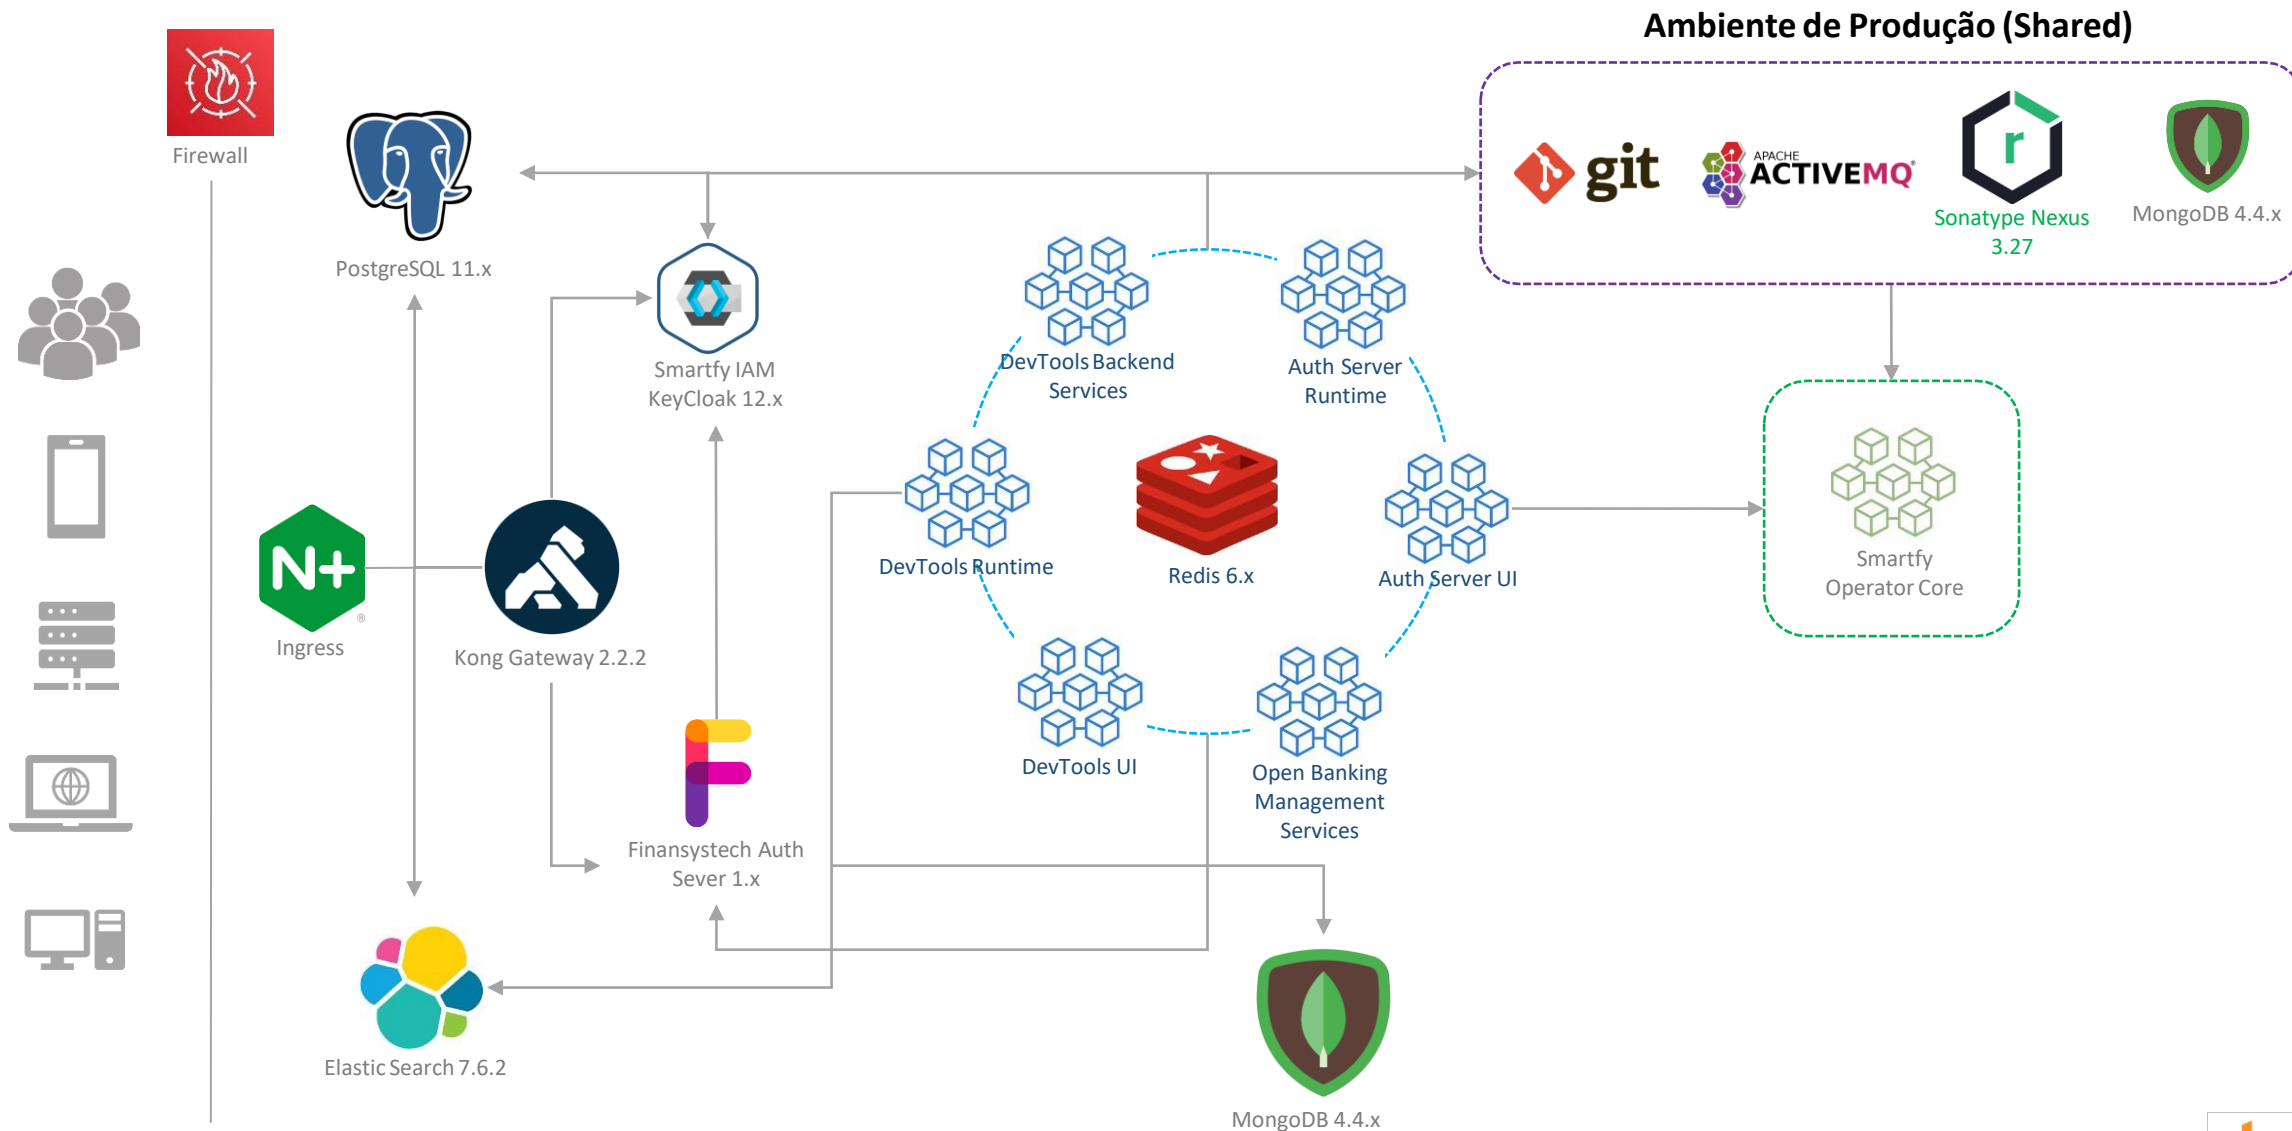 Ambiente de Produção (Shared)
Firewall
git
APACHE
ACTIVEMQ®
r
Sonatype Nexus
3.27
MongoDB 4.4.x
PostgreSQL 11.x
Smartfy IAM
KeyCloak 12.x
DevTools Backend
Services
Auth Server
Runtime
N+®
Ingress
Kong Gateway 2.2.2
DevTools Runtime
Redis 6.x
Auth Server UI
Smartfy
Operator Core
Finansystech Auth
Sever 1.x
DevTools UI
Open Banking
Management
Services
Elastic Search 7.6.2
MongoDB 4.4.x